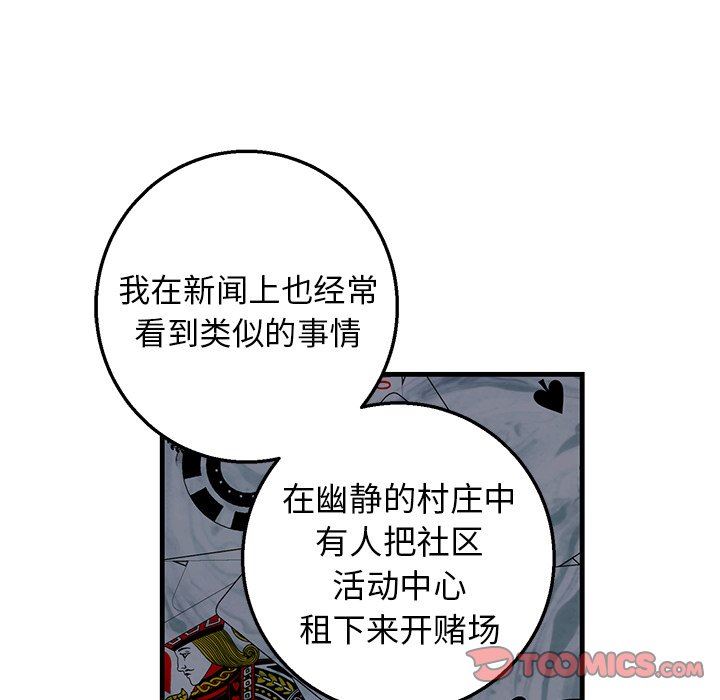 我在新闻上也经常
看到类似的事情
在幽静的村庄中
有人把社区
活动中心
租下来开赌场
TOOMICS.COM